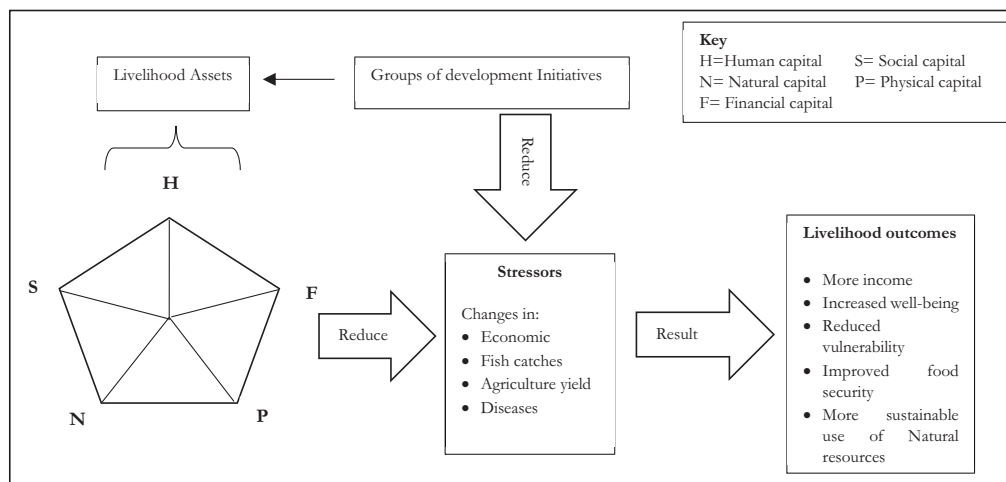 Livelihood Assets
Groups of development Initiatives
Key
H=Human capital S= Social capital
N= Natural capital P= Physical capital
F= Financial capital
Reduce
H
S
F
N
P
Reduce
Stressors
Changes in:
• Economic
• Fish catches
• Agriculture yield
• Diseases
Result
Livelihood outcomes
• More income
• Increased well-being
• Reduced
vulnerability
• Improved food
security
• More sustainable
use of Natural
resources